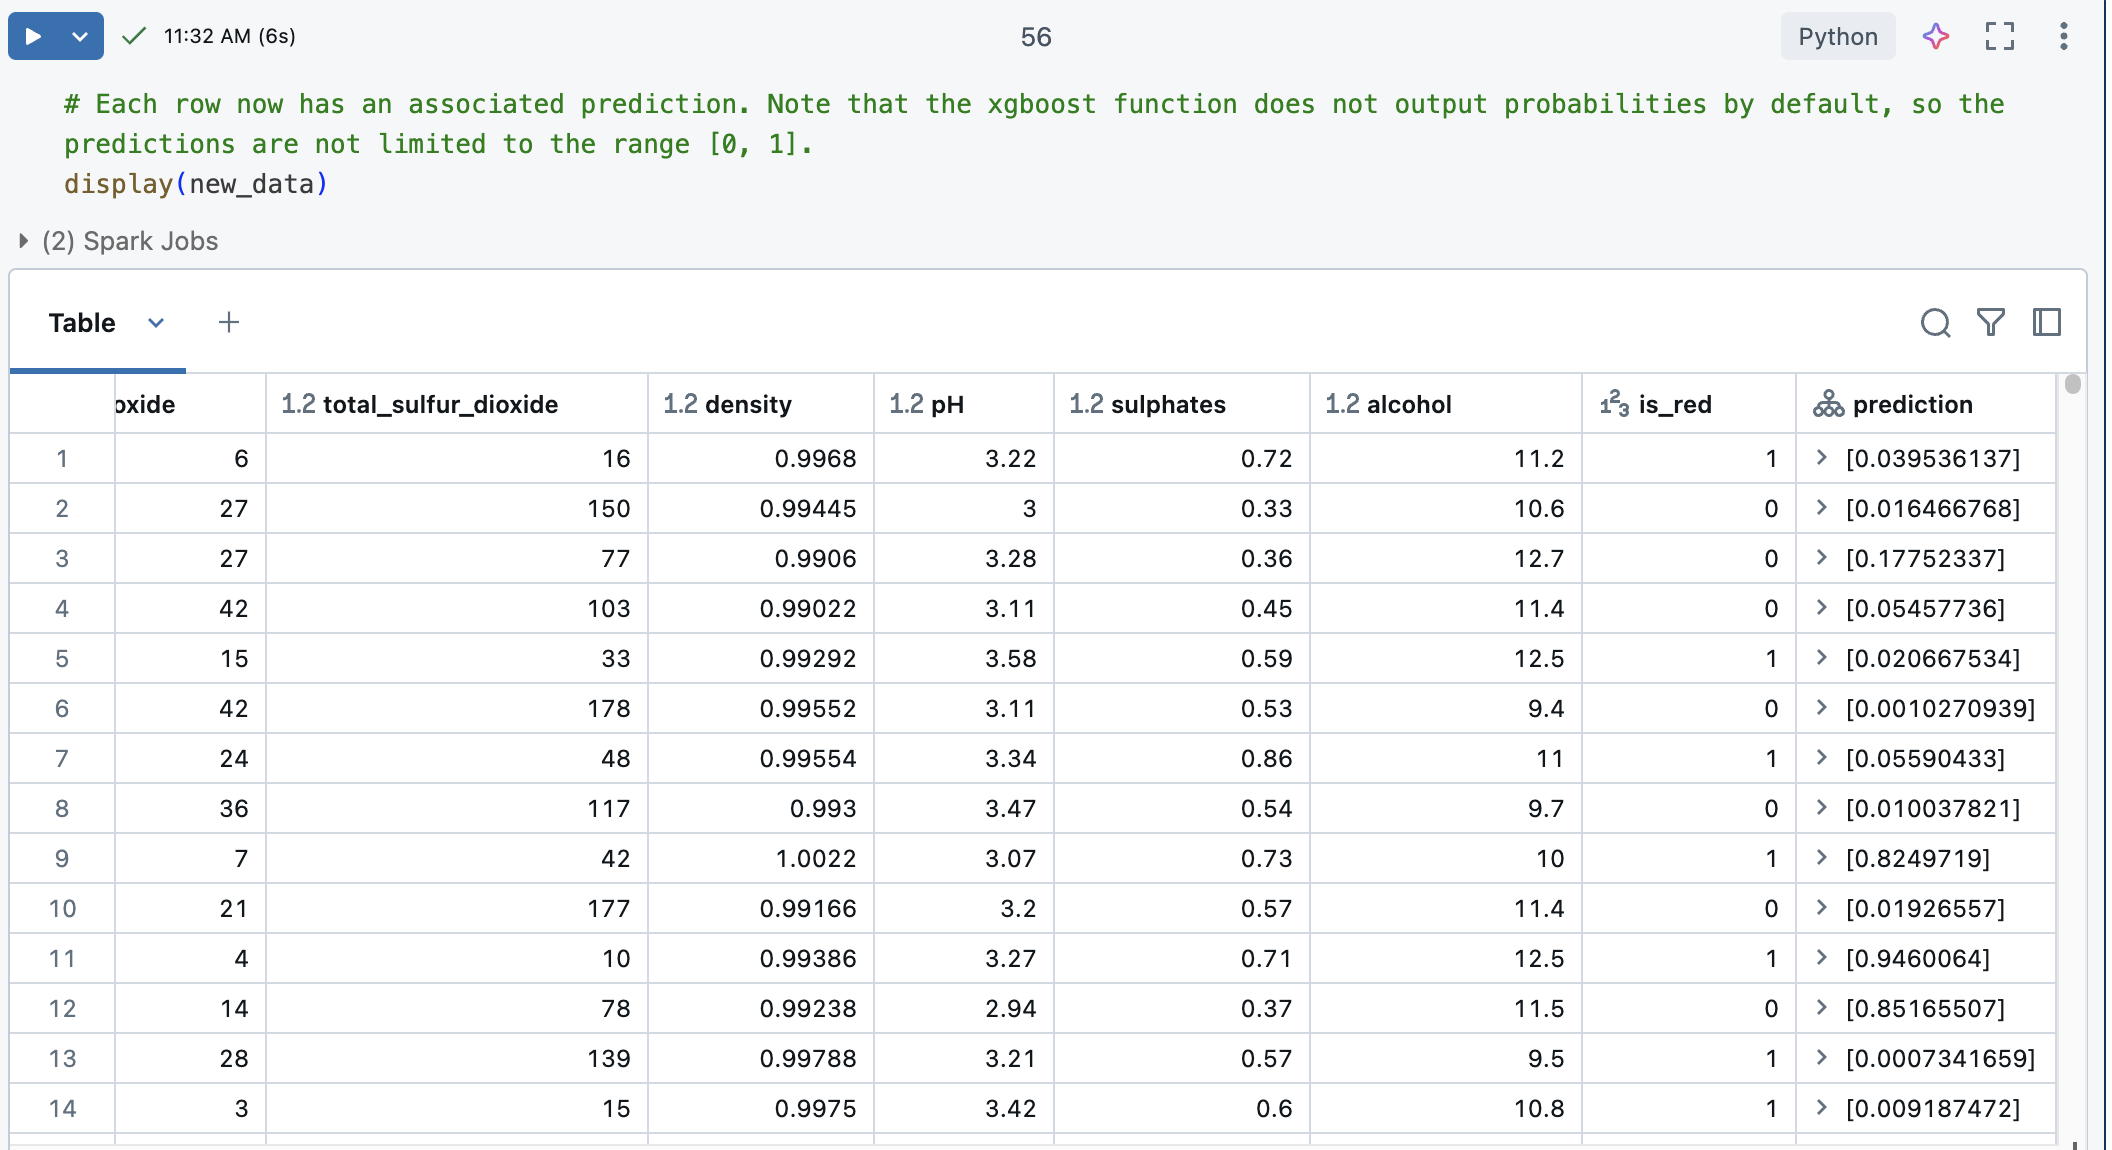 11:32 AM (6s)
56
Python
# Each row now has an associated prediction. Note that the xgboost function does not output probabilities by default, so the
predictions are not limited to the range [0, 1].
display(new_data)
(2) Spark Jobs
Table
oxide 1.2 total_sulfur_dioxide 1.2 density 1.2 pH 1.2 sulphates 1.2 alcohol 123 is_red prediction
1 6 16 0.9968 3.22 0.72 11.2 1 [0.039536137]
2 27 150 0.99445 3 0.33 10.6 0 [0.016466768]
3 27 77 0.9906 3.28 0.36 12.7 0 [0.17752337]
4 42 103 0.99022 3.11 0.45 11.4 0 [0.05457736]
5 15 33 0.99292 3.58 0.59 12.5 1 [0.020667534]
6 42 178 0.99552 3.11 0.53 9.4 0 [0.0010270939]
7 24 48 0.99554 3.34 0.86 11 1 [0.05590433]
8 36 117 0.993 3.47 0.54 9.7 0 [0.010037821]
9 7 42 1.0022 3.07 0.73 10 1 [0.8249719]
10 21 177 0.99166 3.2 0.57 11.4 0 [0.01926557]
11 4 10 0.99386 3.27 0.71 12.5 1 [0.9460064]
12 14 78 0.99238 2.94 0.37 11.5 0 [0.85165507]
13 28 139 0.99788 3.21 0.57 9.5 1 [0.0007341659]
14 3 15 0.9975 3.42 0.6 10.8 1 [0.009187472]